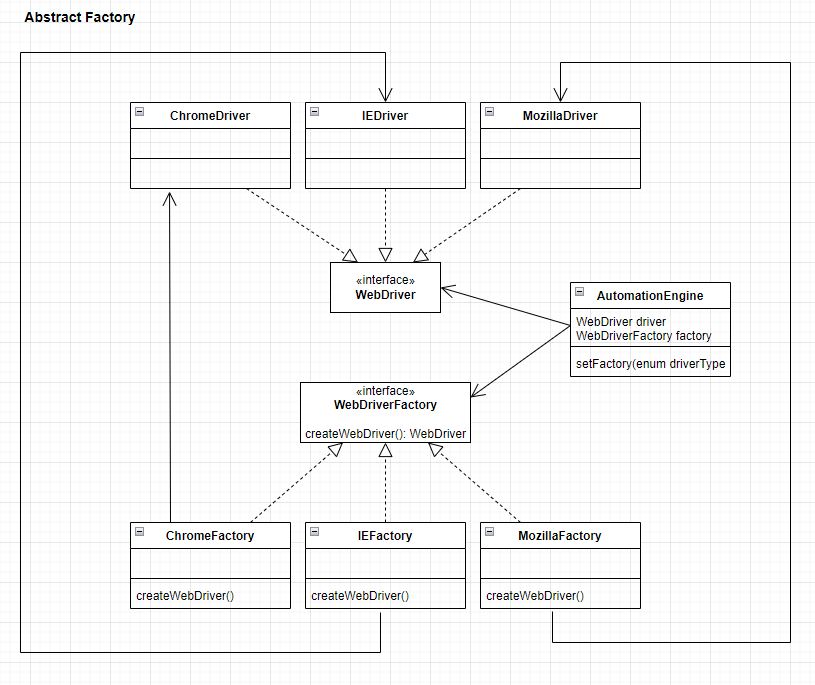 Abstract Factory
ChromeDriver
IEDriver
MozillaDriver
«interface»
WebDriver
AutomationEngine
WebDriver driver
WebDriverFactory factory
setFactory(enum driverType
«interface»
WebDriverFactory
createWebDriver(): WebDriver
ChromeFactory
IEFactory
MozillaFactory
createWebDriver()
createWebDriver()
createWebDriver()